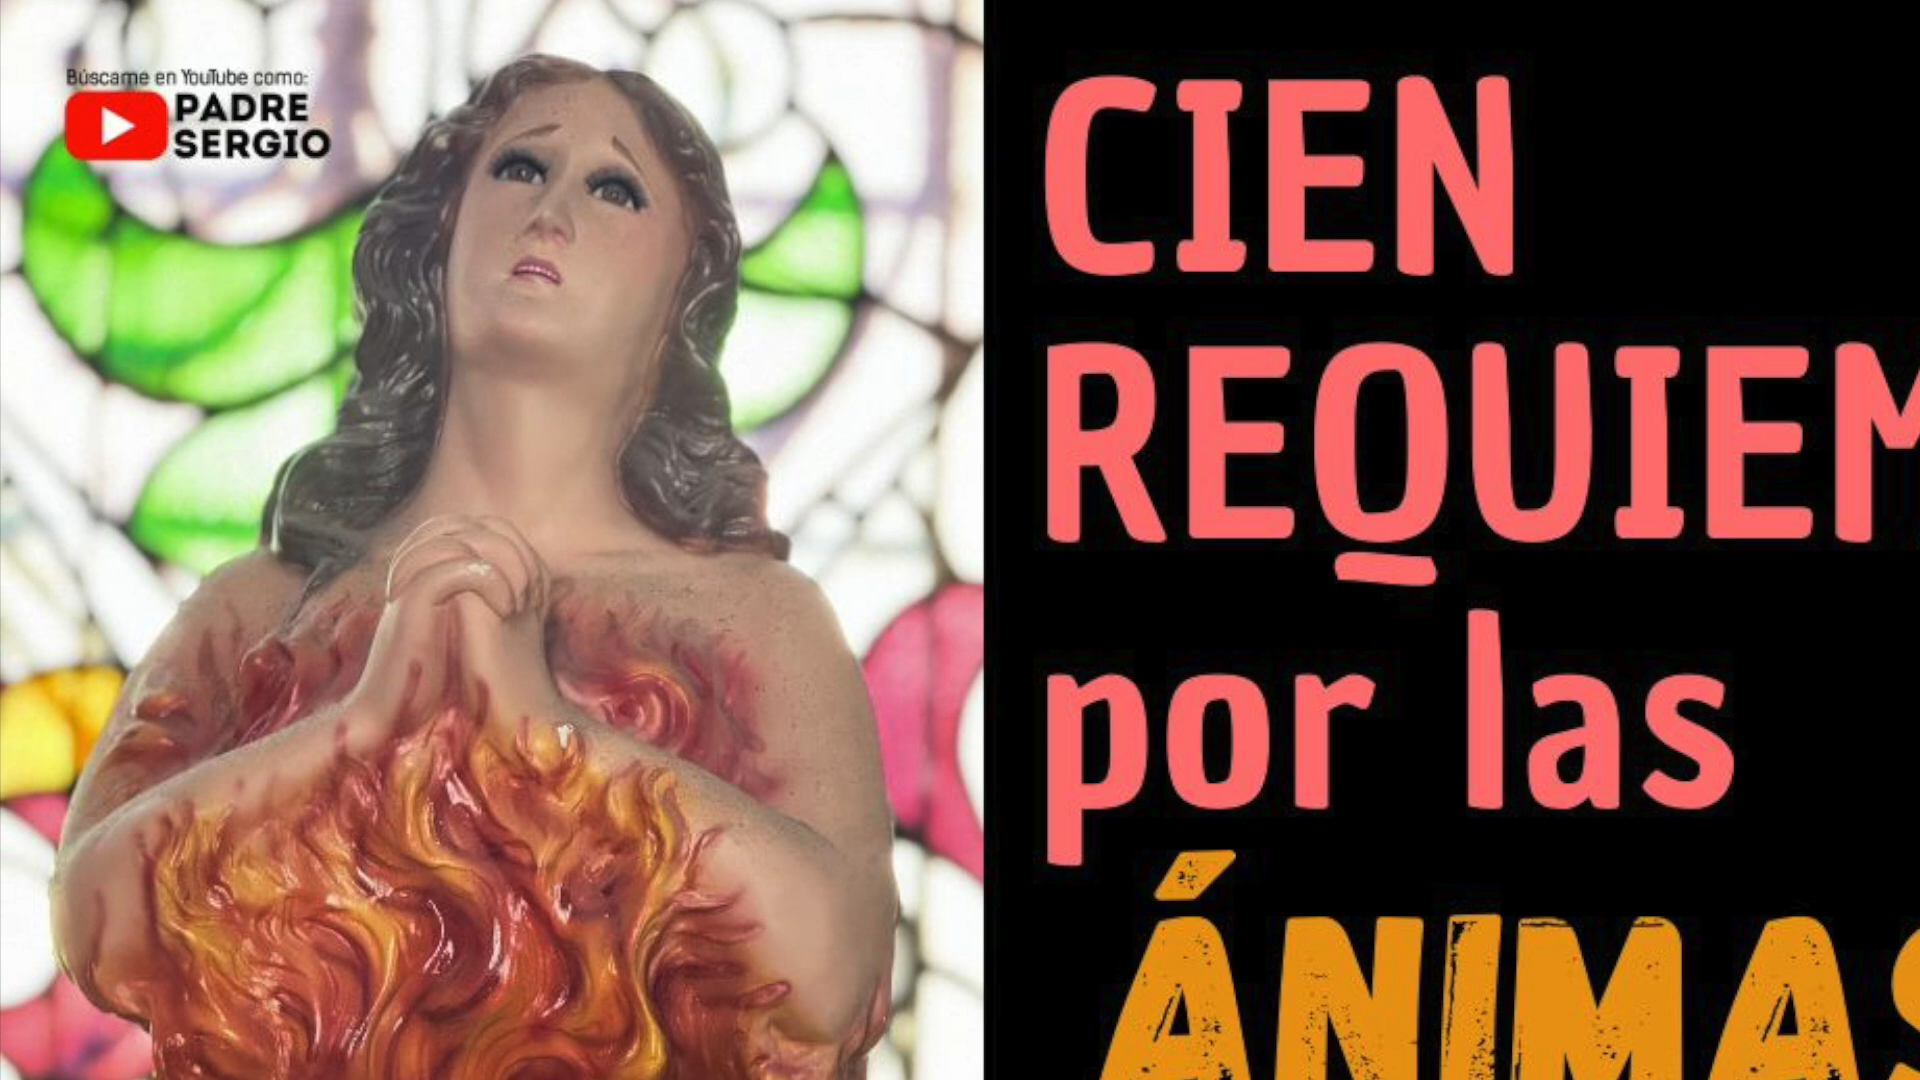 Búscame en YouTube como:
PADRE
SERGIO
CIEN
REQUIEM
por las
ÁNIMAS